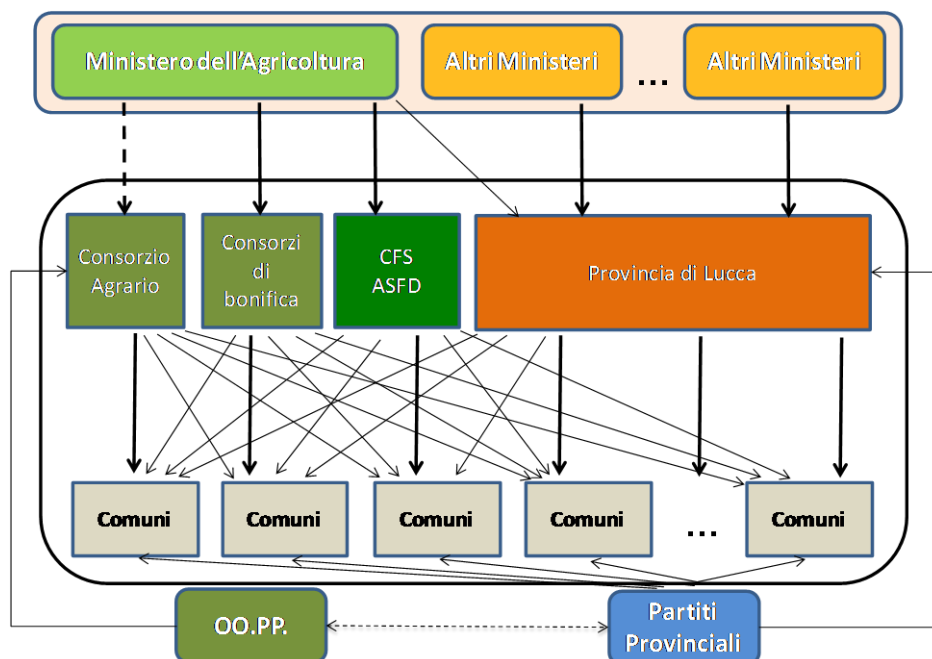 Ministero dell'Agricoltura
Altri Ministeri
...
Altri Ministeri
Consorzio
Agrario
Consorzi
di
bonifica
CFS
ASFD
Provincia di Lucca
Comuni
Comuni
Comuni
Comuni
...
Comuni
OO.PP.
Partiti
Provinciali